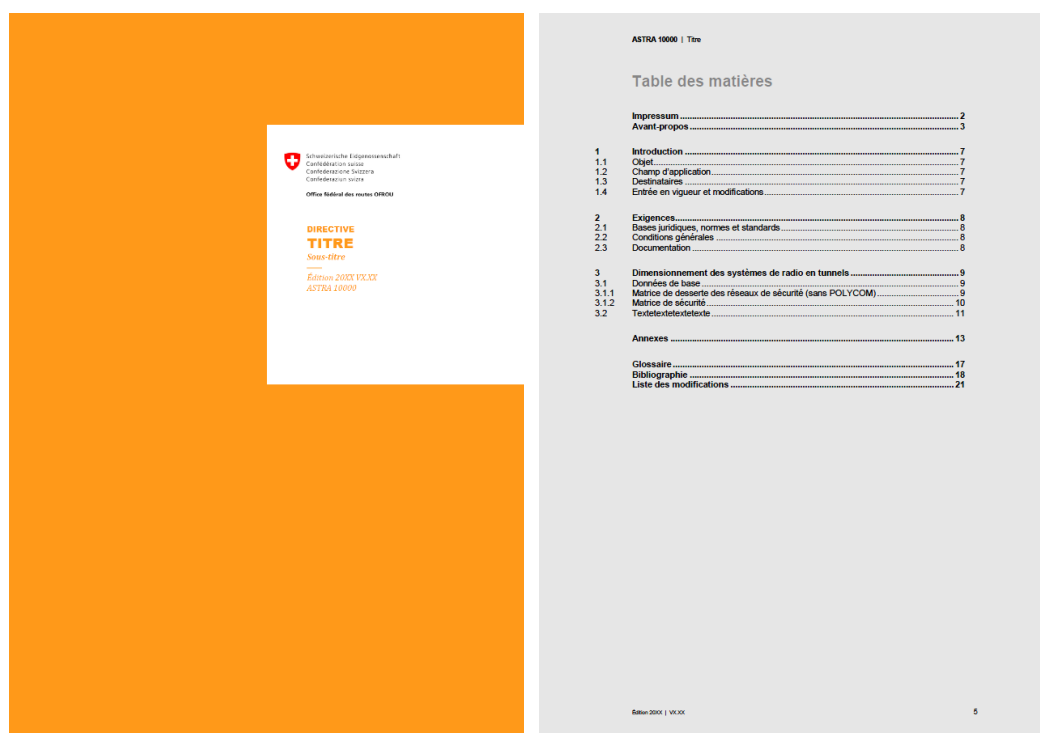 Schweizerische Eidgenossenschaft
Confédération suisse
Confederazione Svizzera
Confederaziun svizra
Office fédéral des routes OFROU
DIRECTIVE
TITRE
Sous-titre
Édition 20XX VX.XX
ASTRA 10000
ASTRA 10000 | Titre
Table des matières
Impressum 2
Avant-propos 3
1 Introduction 7
1.1 Objet 7
1.2 Champ d'application 7
1.3 Destinataires 7
1.4 Entrée en vigueur et modifications 7
2 Exigences 8
2.1 Bases juridiques, normes et standards 8
2.2 Conditions générales 8
2.3 Documentation 8
3 Dimensionnement des systèmes de radio en tunnels 9
3.1 Données de base 9
3.1.1 Matrice de desserte des réseaux de sécurité (sans POLYCOM) 9
3.1.2 Matrice de sécurité 10
3.2 Textetextetextetexte 11
Annexes 13
Glossaire 17
Bibliographie 18
Liste des modifications 21
Édition 20XX | VX.XX 5